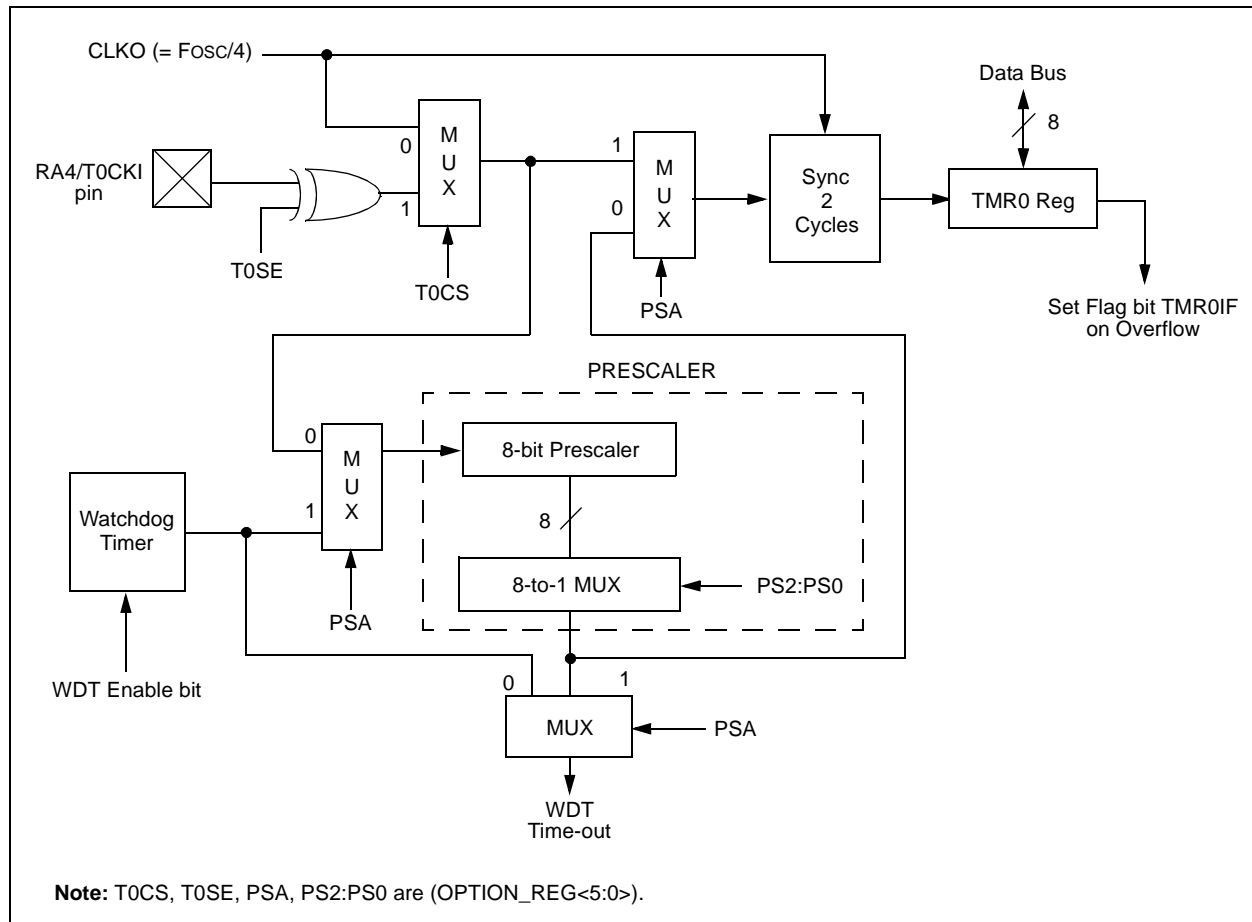 CLKO (= FOSC/4)
Data Bus
8
M
U
X
0
1
RA4/T0CKI
pin
T0SE
T0CS
1
0
M
U
X
PSA
Sync
2
Cycles
TMR0 Reg
Set Flag bit TMR0IF
on Overflow
PRESCALER
0
1
M
U
X
PSA
8-bit Prescaler
8
8-to-1 MUX
PS2:PS0
Watchdog
Timer
WDT Enable bit
0
1
MUX
PSA
WDT
Time-out
Note: T0CS, T0SE, PSA, PS2:PS0 are (OPTION_REG<5:0>).